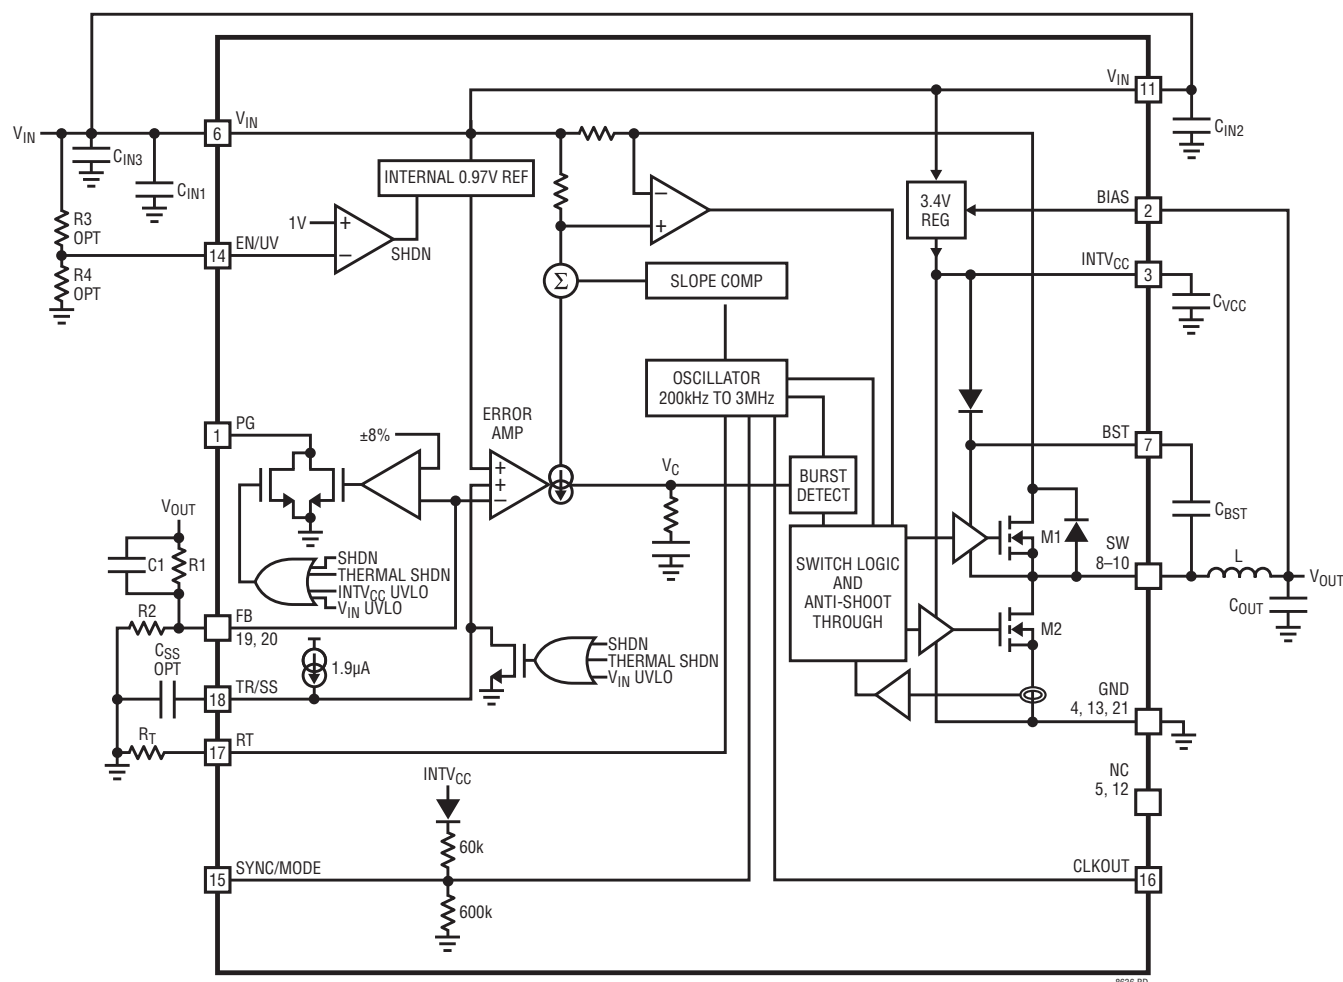 VIN
11
CIN2
VIN
VIN
6
CIN3
CIN1
INTERNAL 0.97V REF
R3
OPT
1V
+
−
SHDN
EN/UV
14
R4
OPT
−
+
3.4V
REG
BIAS
2
INTVCC
3
CVCC
Σ
SLOPE COMP
OSCILLATOR
200kHz TO 3MHz
PG
1
±8%
ERROR
AMP
+
+
−
VC
BURST
DETECT
BST
7
CBST
VOUT
C1
R1
SHDN
THERMAL SHDN
INTVCC UVLO
VIN UVLO
SWITCH LOGIC
AND
ANTI-SHOOT
THROUGH
M1
SW
8–10
L
VOUT
COUT
R2
FB
19, 20
M2
CSS
OPT
1.9µA
SHDN
THERMAL SHDN
VIN UVLO
TR/SS
18
GND
4, 13, 21
RT
RT
17
INTVCC
NC
5, 12
60k
SYNC/MODE
15
CLKOUT
16
600k
8636 BD